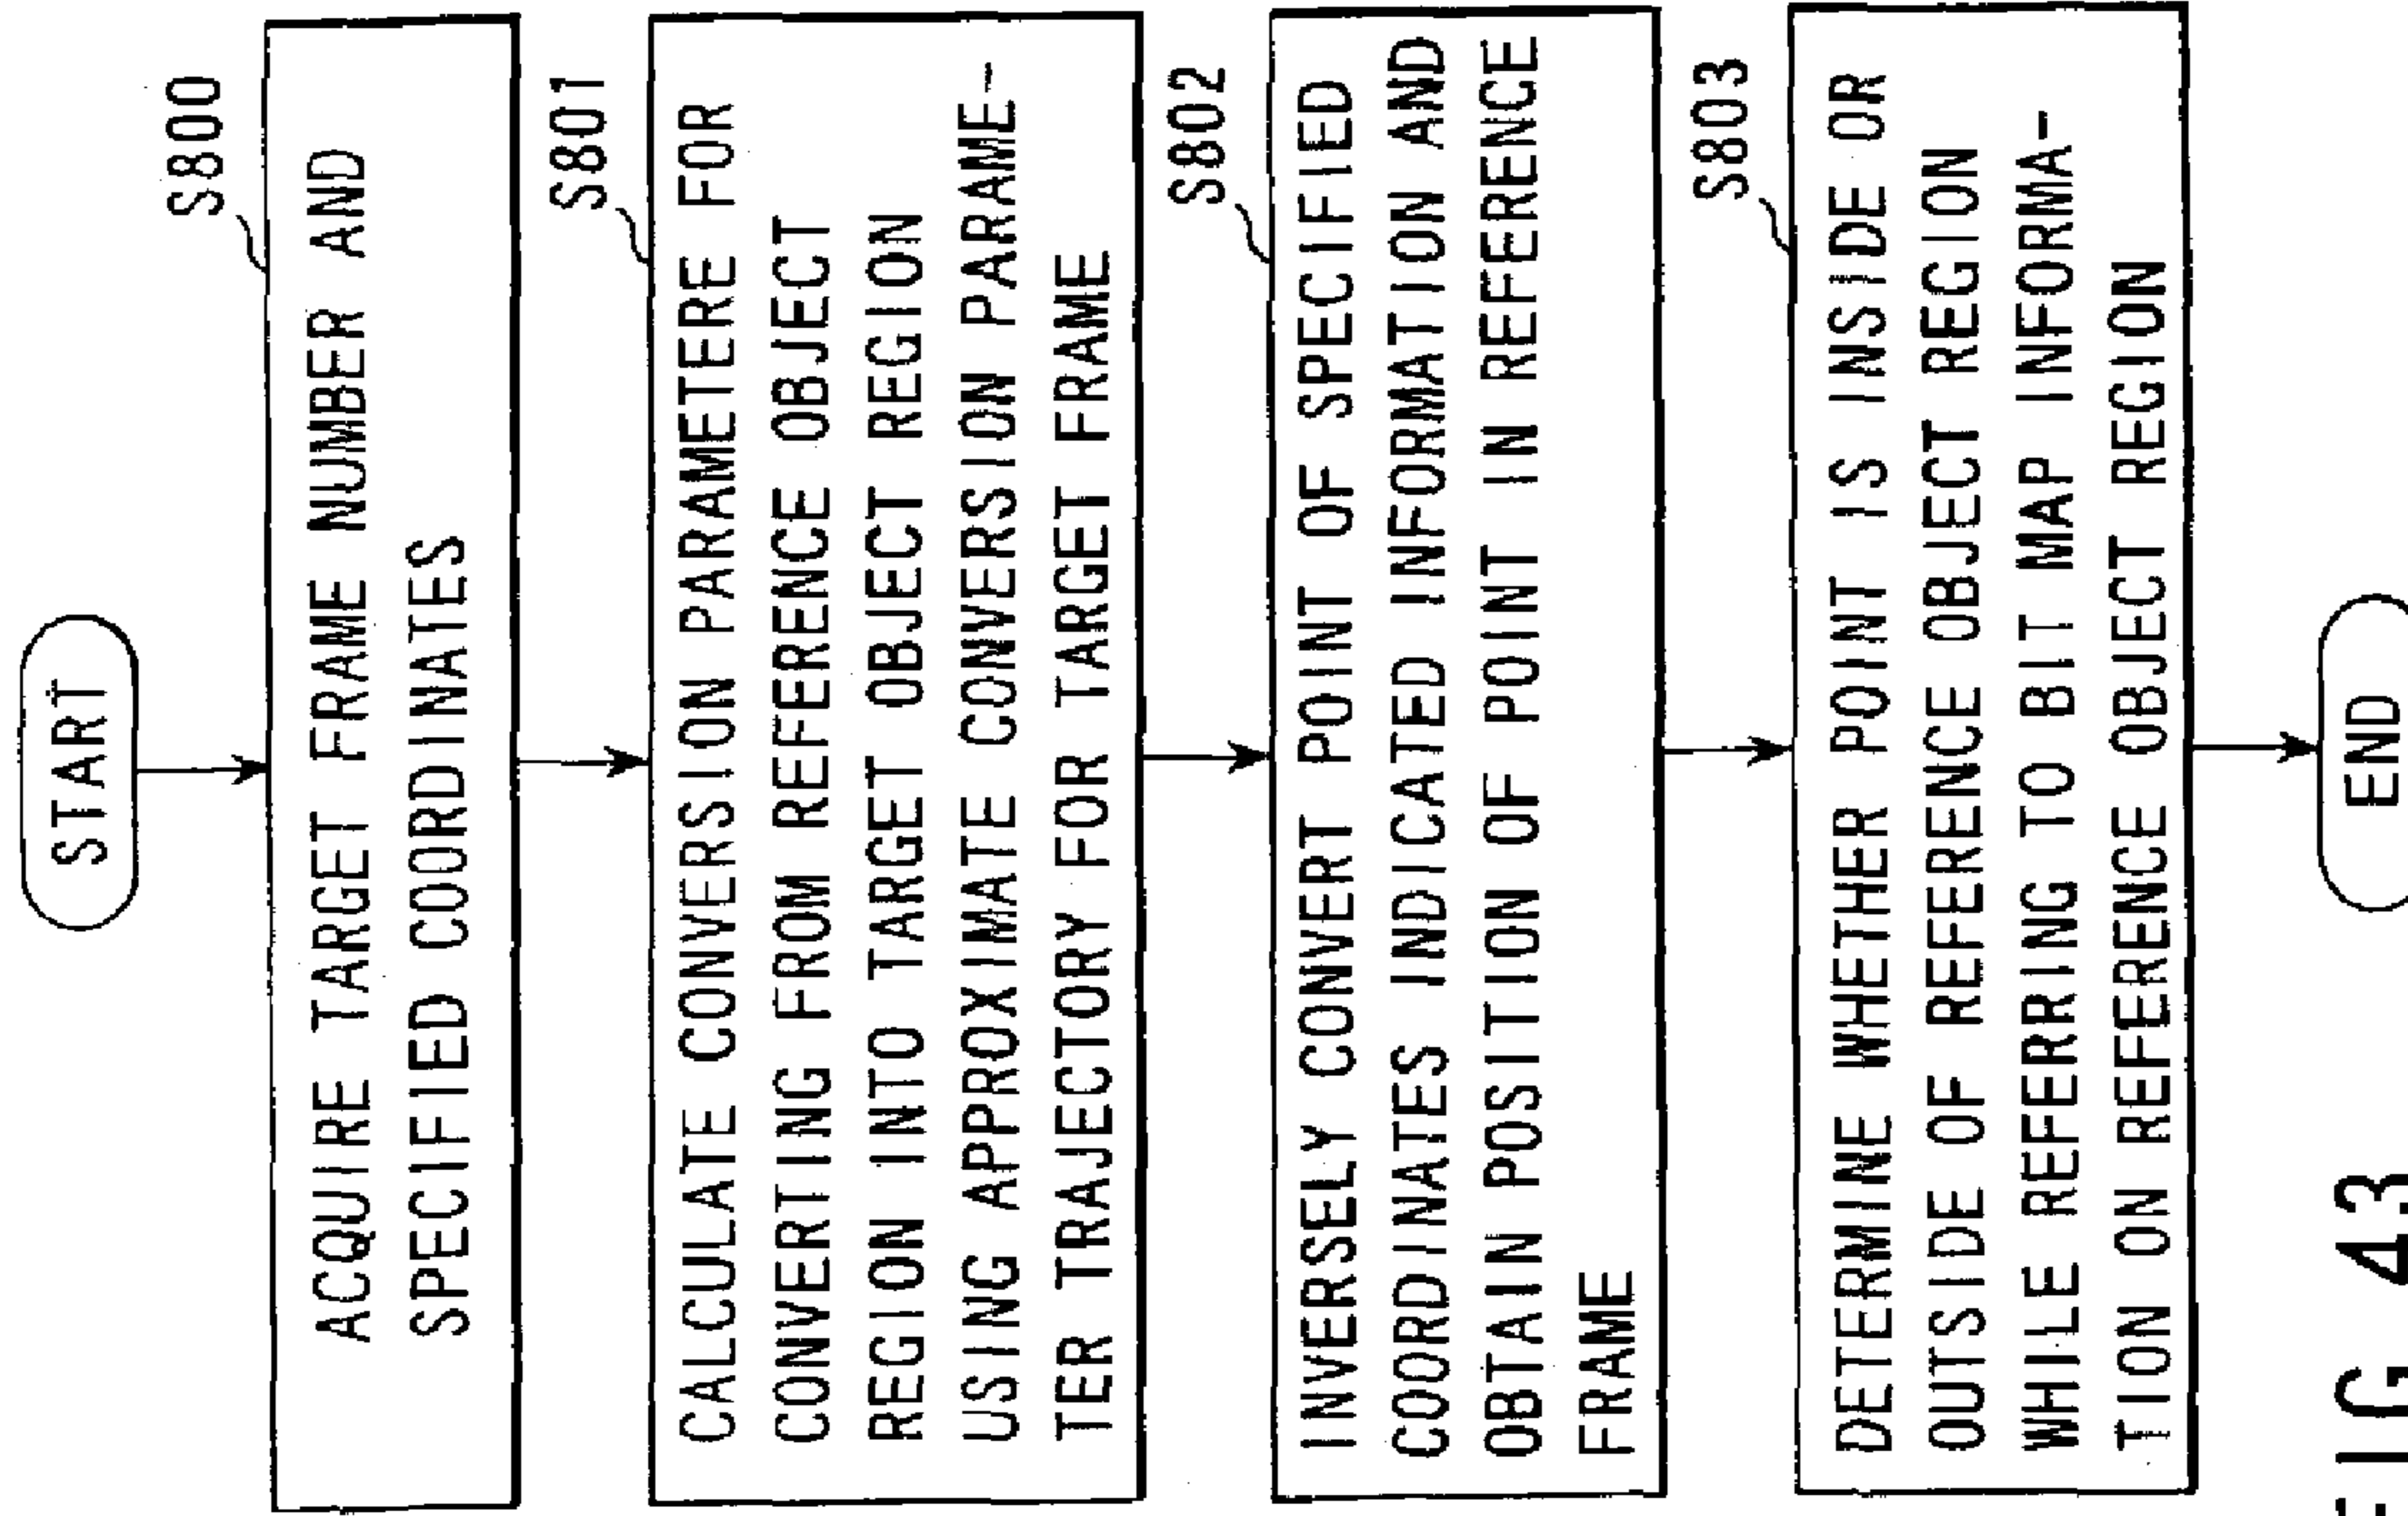 START
S800
ACQUIRE TARGET FRAME NUMBER AND
SPECIFIED COORDINATES
S801
CALCULATE CONVERSION PARAMETERE FOR
CONVERTING FROM REFERENCE OBJECT
REGION INTO TARGET OBJECT REGION
USING APPROXIMATE CONVERSION PARAME-
TER TRAJECTORY FOR TARGET FRAME
S802
INVERSELY CONVERT POINT OF SPECIFIED
COORDINATES INDICATED INFORMATION AND
OBTAIN POSITION OF POINT IN REFERENCE
FRAME
S803
DETERMINE WHETHER POINT IS INSIDE OR
OUTSIDE OF REFERENCE OBJECT REGION
WHILE REFERRING TO BIT MAP INFORMA-
TION ON REFERENCE OBJECT REGION
END
FIG. 43